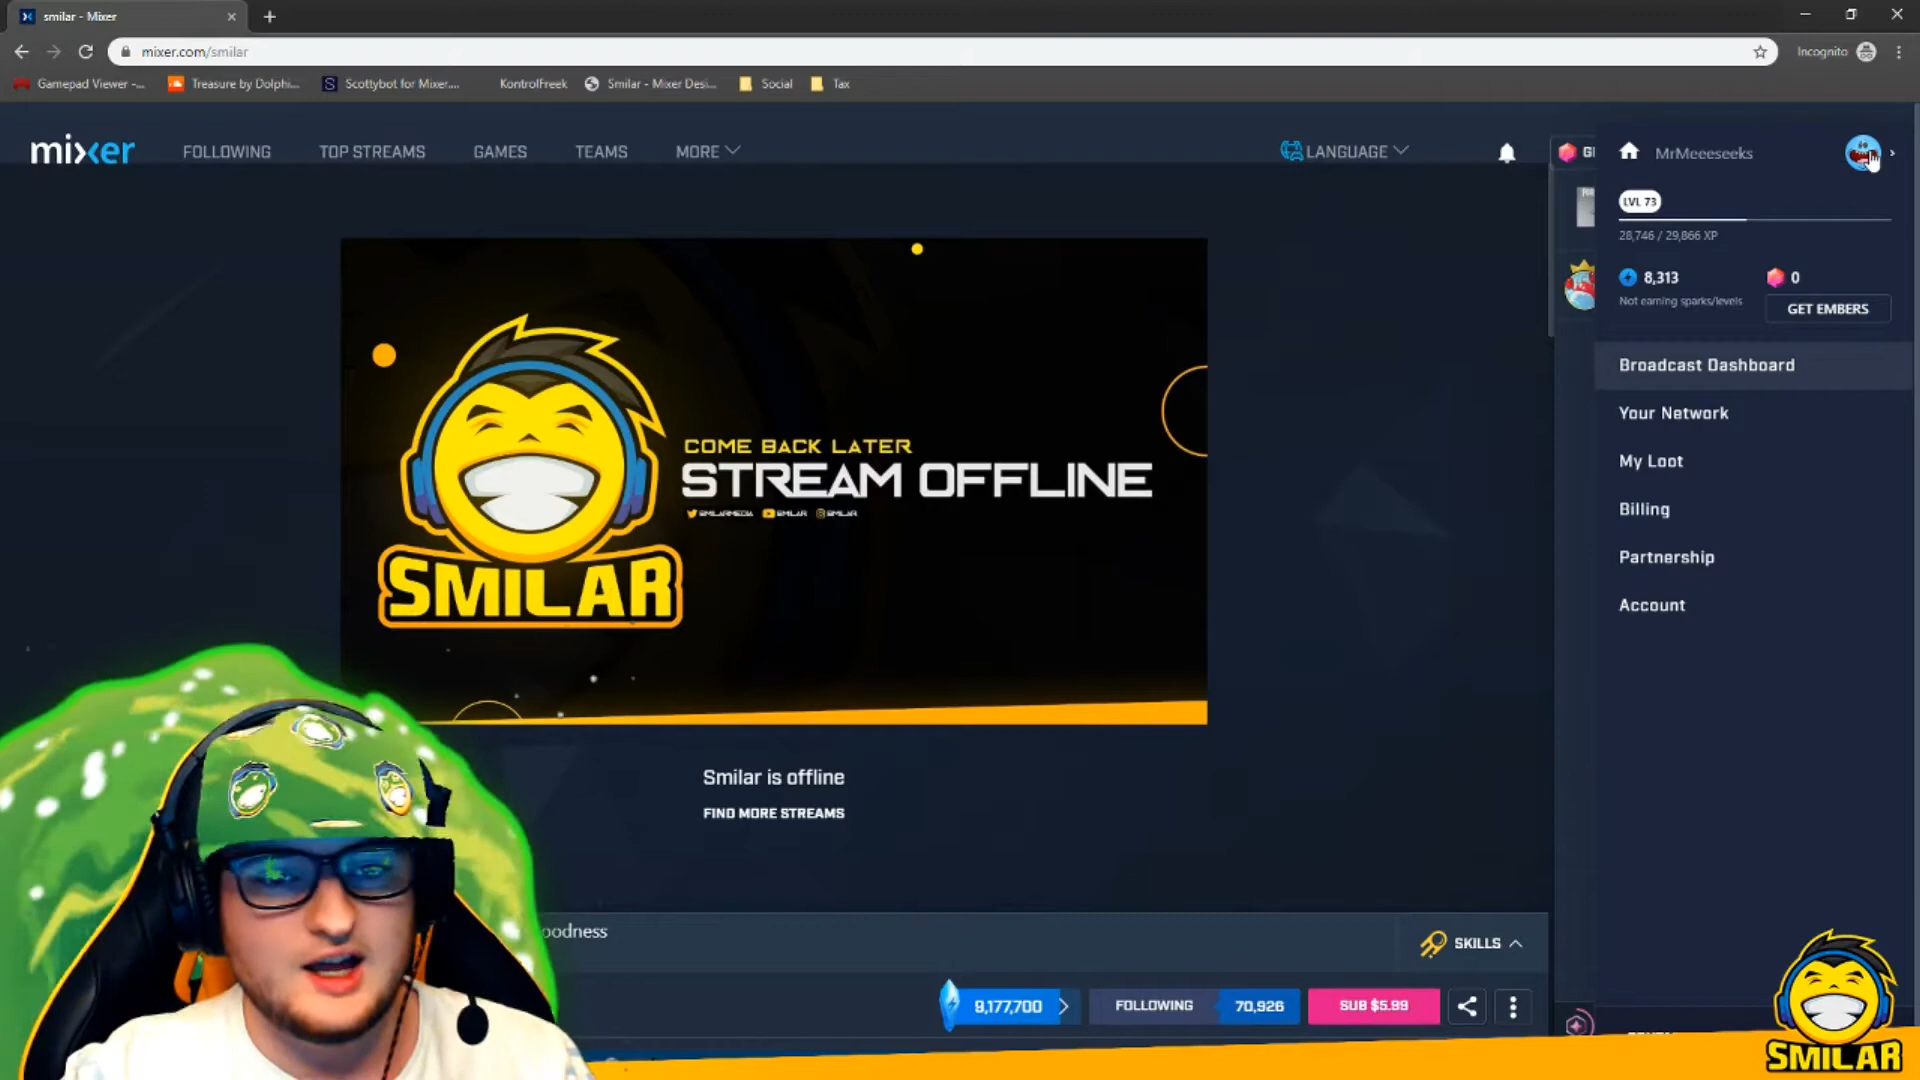 smilar - Mixer
mixer.com/smilar
Incognito
Gamepad Viewer -...
Treasure by Dolphi...
Scottybot for Mixer....
KontrolFreek
Smilar - Mixer Desi...
Social
Tax
mixer
FOLLOWING
TOP STREAMS
GAMES
TEAMS
MORE
LANGUAGE
MrMeeeseeks
LVL 73
28,746 / 29,866 XP
8,313
0
Not earning sparks/levels
GET EMBERS
Broadcast Dashboard
Your Network
My Loot
Billing
Partnership
Account
COME BACK LATER
STREAM OFFLINE
SMILARMEDIA SMILAR SMILAR
SMILAR
Smilar is offline
FIND MORE STREAMS
oodness
SKILLS
9,177,700
FOLLOWING
70,926
SUB $5.99
SMILAR